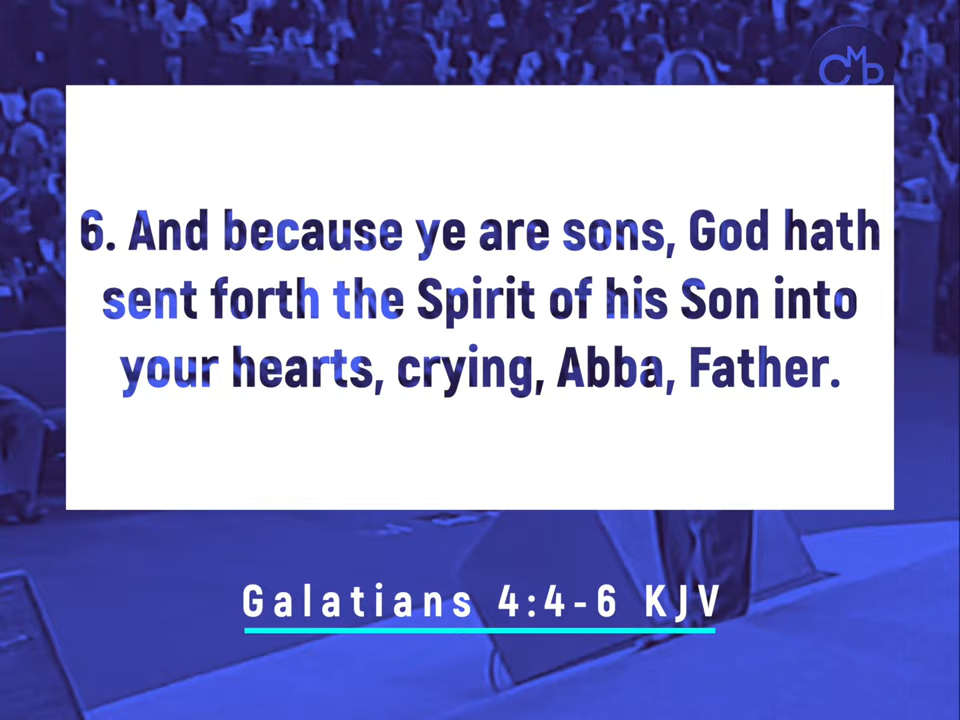 CMP
6. And because ye are sons, God hath
sent forth the Spirit of his Son into
your hearts, crying, Abba, Father.
Galatians 4:4-6 KJV